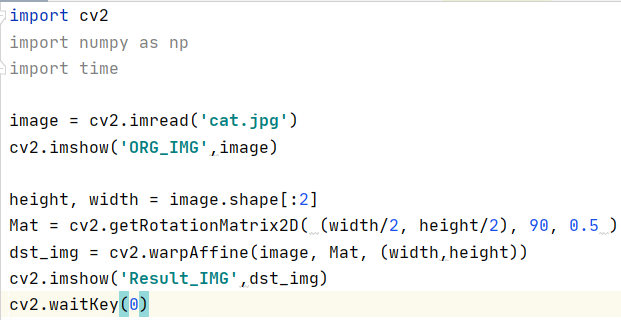 import cv2
import numpy as np
import time
image = cv2.imread('cat.jpg')
cv2.imshow('ORG_IMG',image)
height, width = image.shape[:2]
Mat = cv2.getRotationMatrix2D( (width/2, height/2), 90, 0.5 )
dst_img = cv2.warpAffine(image, Mat, (width,height))
cv2.imshow('Result_IMG',dst_img)
cv2.waitKey(0)